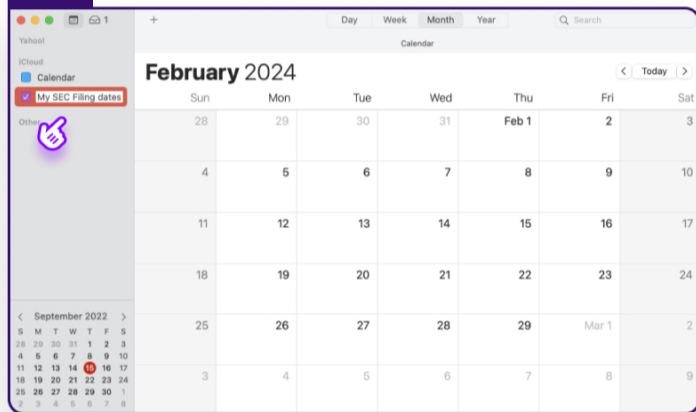 1
+
Day Week Month Year
Search
Yahoo!
Calendar
iCloud
Calendar
My SEC Filing dates
Other
February 2024
< Today >
Sun Mon Tue Wed Thu Fri Sat
28 29 30 31 Feb 1 2 3
4 5 6 7 8 9 10
11 12 13 14 15 16 17
18 19 20 21 22 23 24
25 26 27 28 29 Mar 1 2
3 4 5 6 7 8 9
< September 2022 >
S M T W T F S
28 29 30 31 1 2 3
4 5 6 7 8 9 10
11 12 13 14 15 16 17
18 19 20 21 22 23 24
25 26 27 28 29 30 1
2 3 4 5 6 7 8